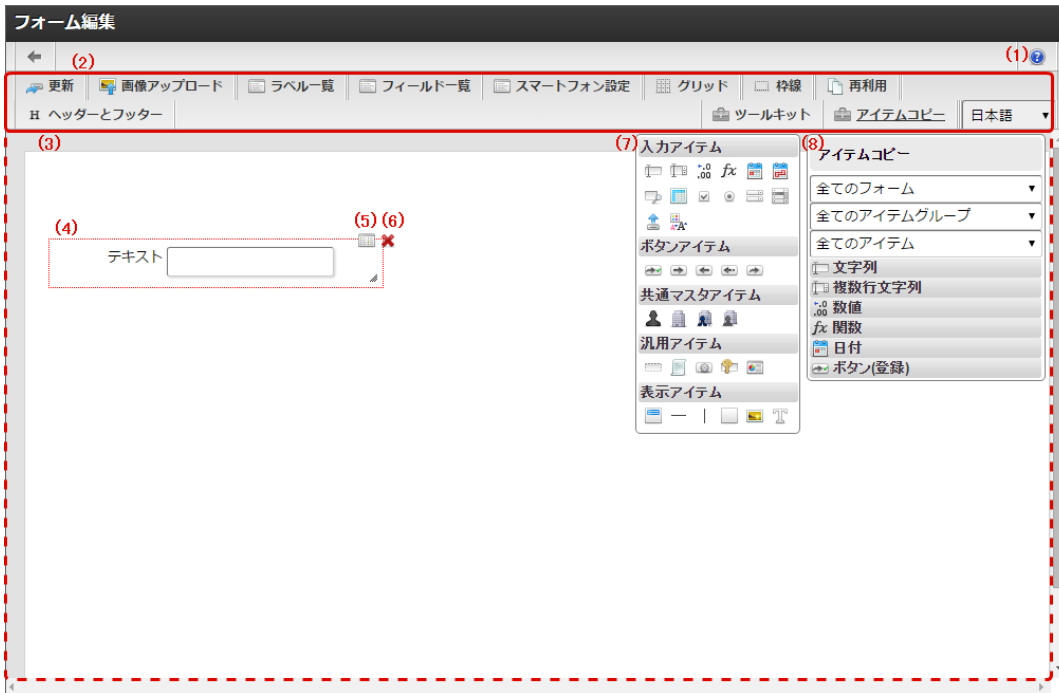 フォーム編集
(1)
(2)
更新 画像アップロード ラベル一覧 フィールド一覧 スマートフォン設定 グリッド 枠線 再利用
H ヘッダーとフッター ツールキット アイテムコピー 日本語
(3)
(4)
(5) (6)
テキスト
(7)
入力アイテム
ボタンアイテム
共通マスタアイテム
汎用アイテム
表示アイテム
(8)
アイテムコピー
全てのフォーム
全てのアイテムグループ
全てのアイテム
文字列
複数行文字列
数値
fx 関数
日付
ボタン(登録)